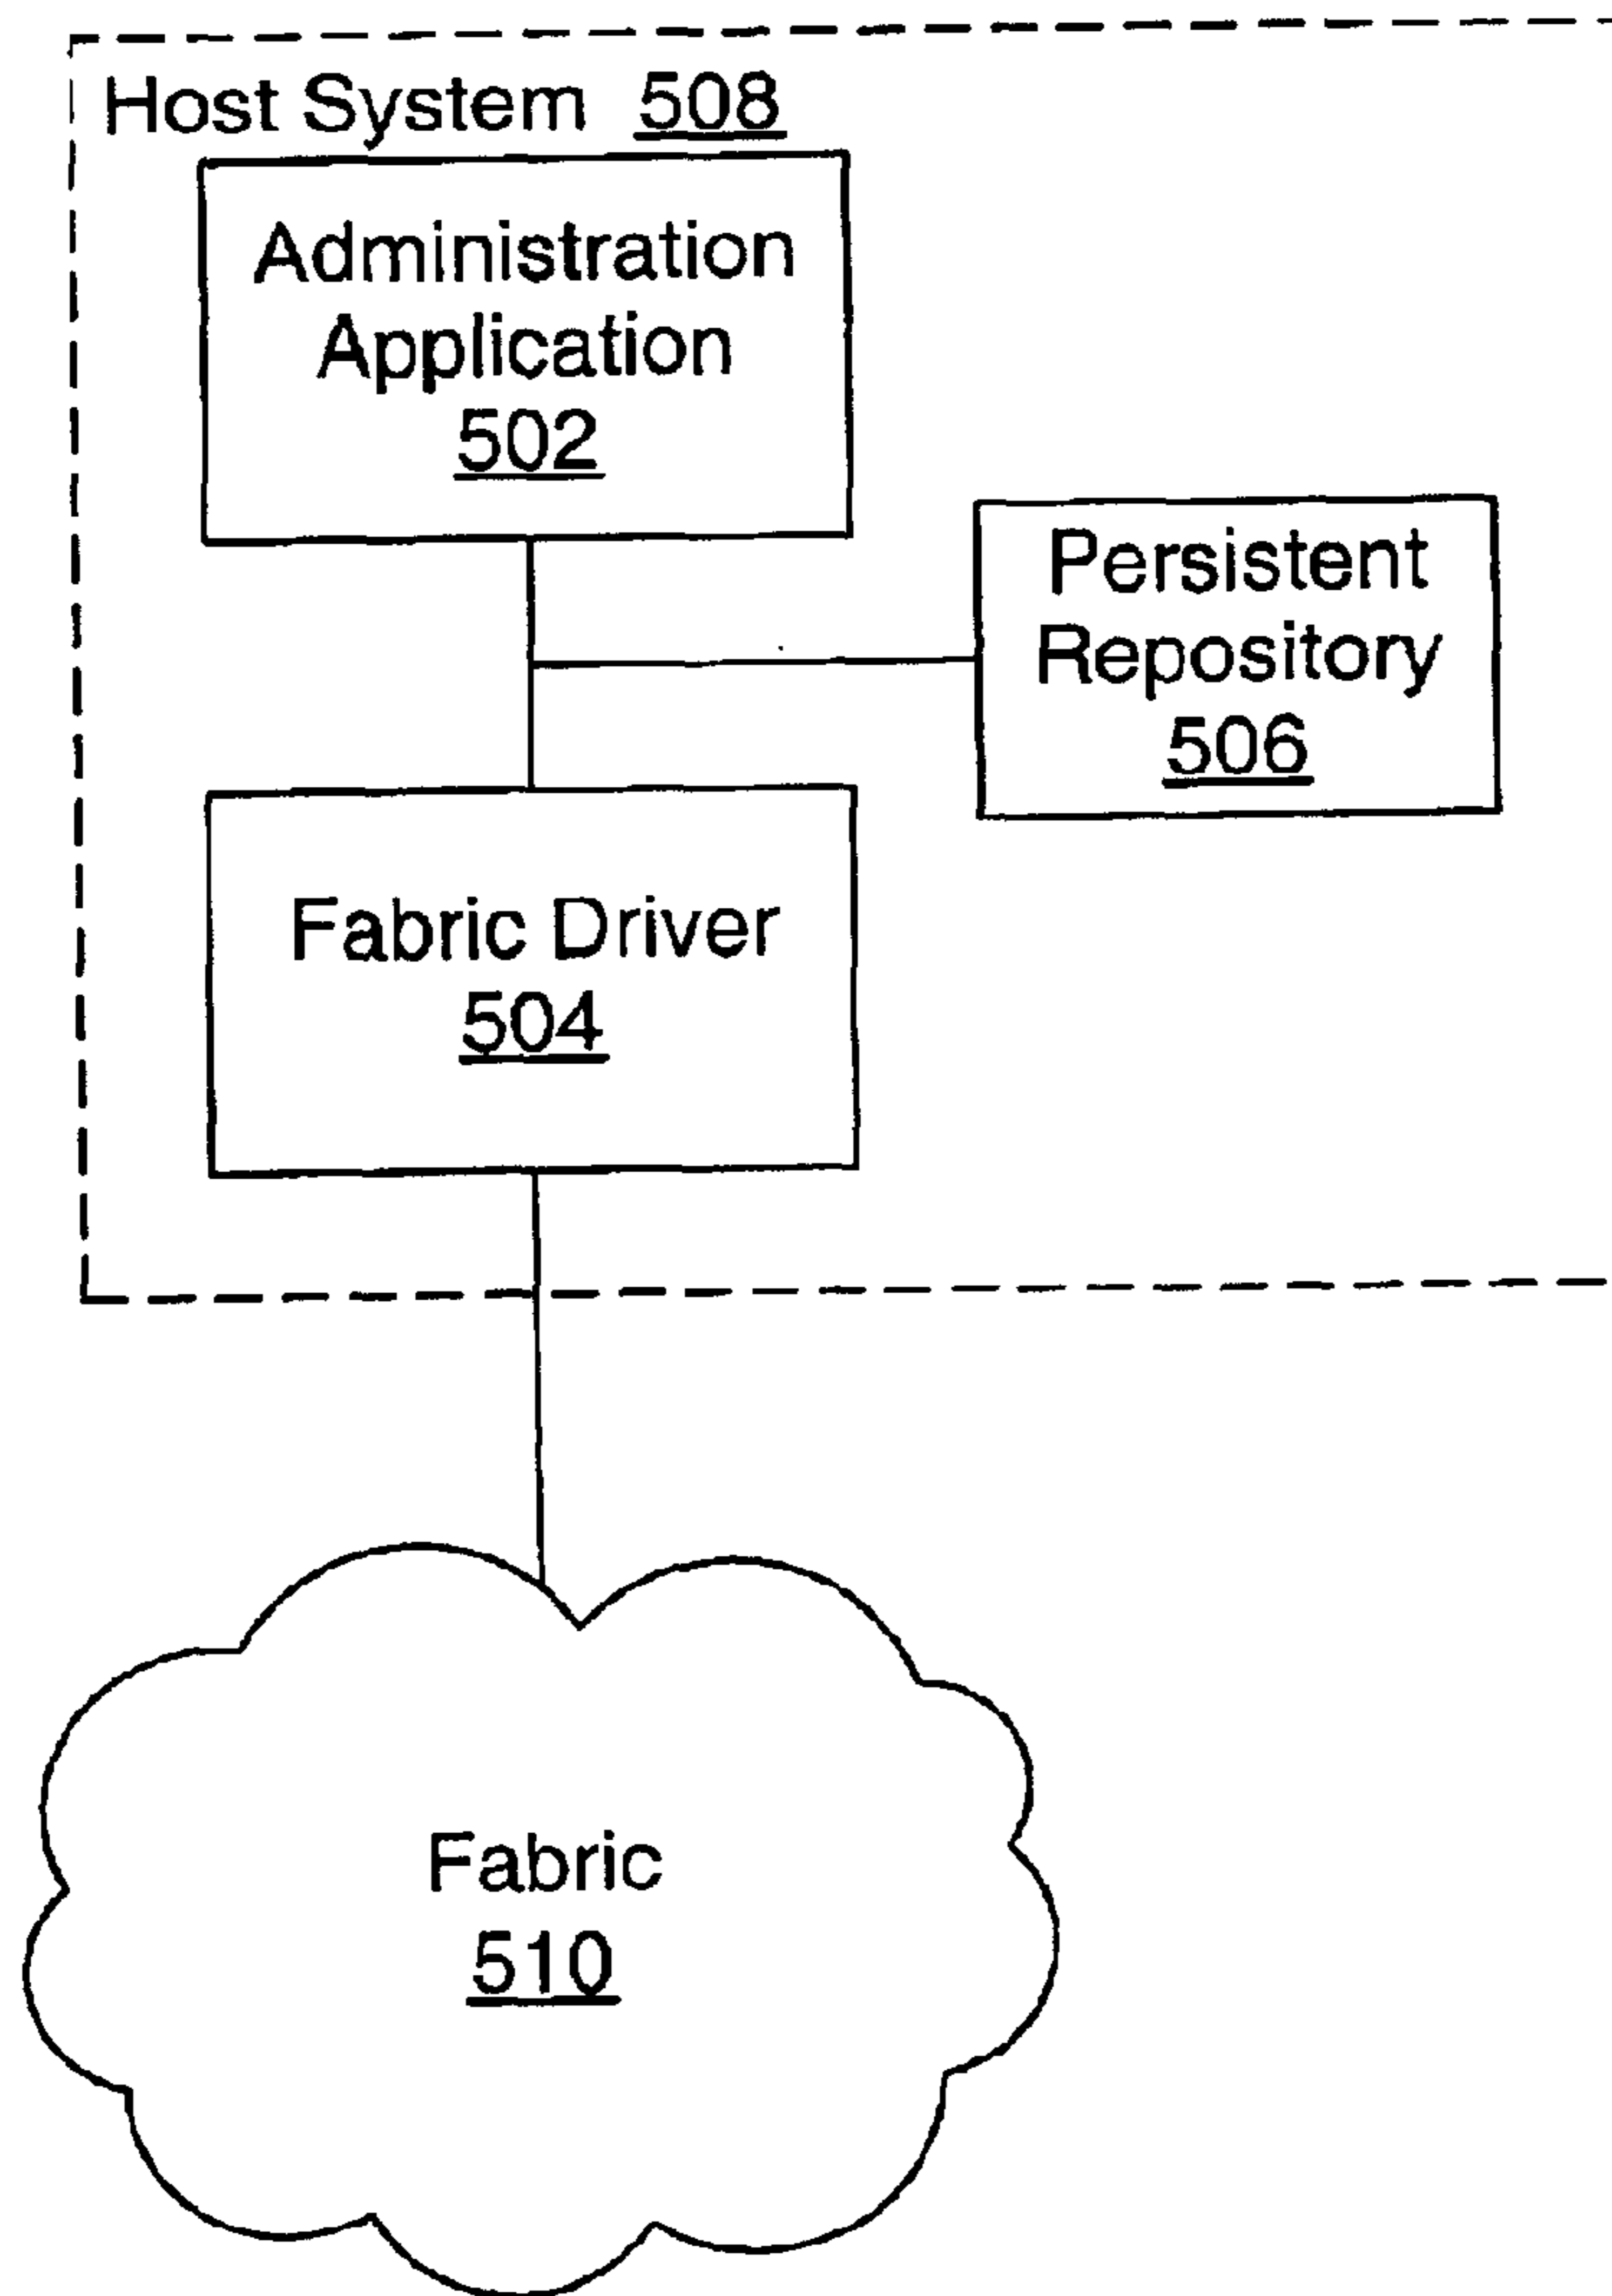 Host System 508
Administration
Application
502
Persistent
Repository
506
Fabric Driver
504
Fabric
510